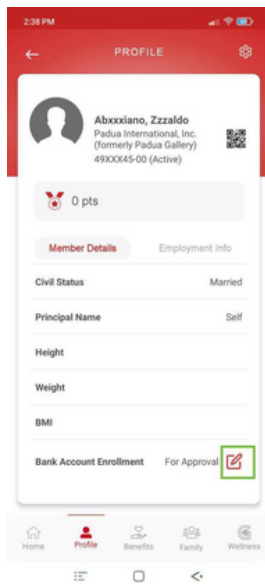 2:38 PM
PROFILE
Abxxxiano, Zzzaldo
Padua International, Inc.
(formerly Padua Gallery)
49XXX45-00 (Active)
0 pts
Member Details Employment Info
Civil Status Married
Principal Name Self
Height
Weight
BMI
Bank Account Enrollment For Approval
Home Profile Benefits Family Wellness